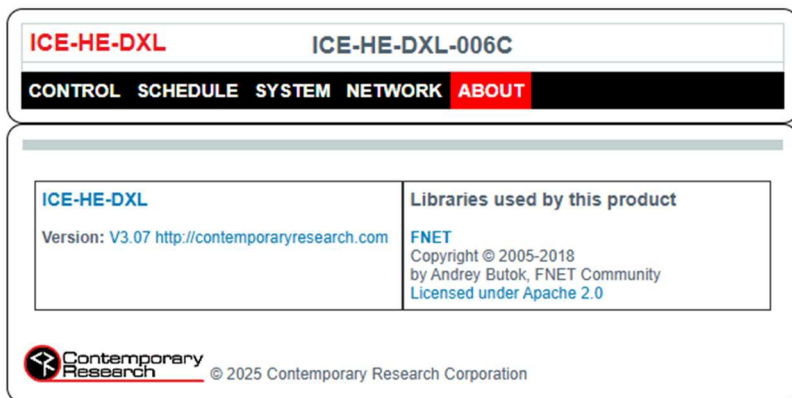 ICE-HE-DXL ICE-HE-DXL-006C
CONTROL SCHEDULE SYSTEM NETWORK ABOUT
ICE-HE-DXL
Version: V3.07 http://contemporaryresearch.com
Libraries used by this product
FNET
Copyright © 2005-2018
by Andrey Butok, FNET Community
Licensed under Apache 2.0
Contemporary
Research
© 2025 Contemporary Research Corporation